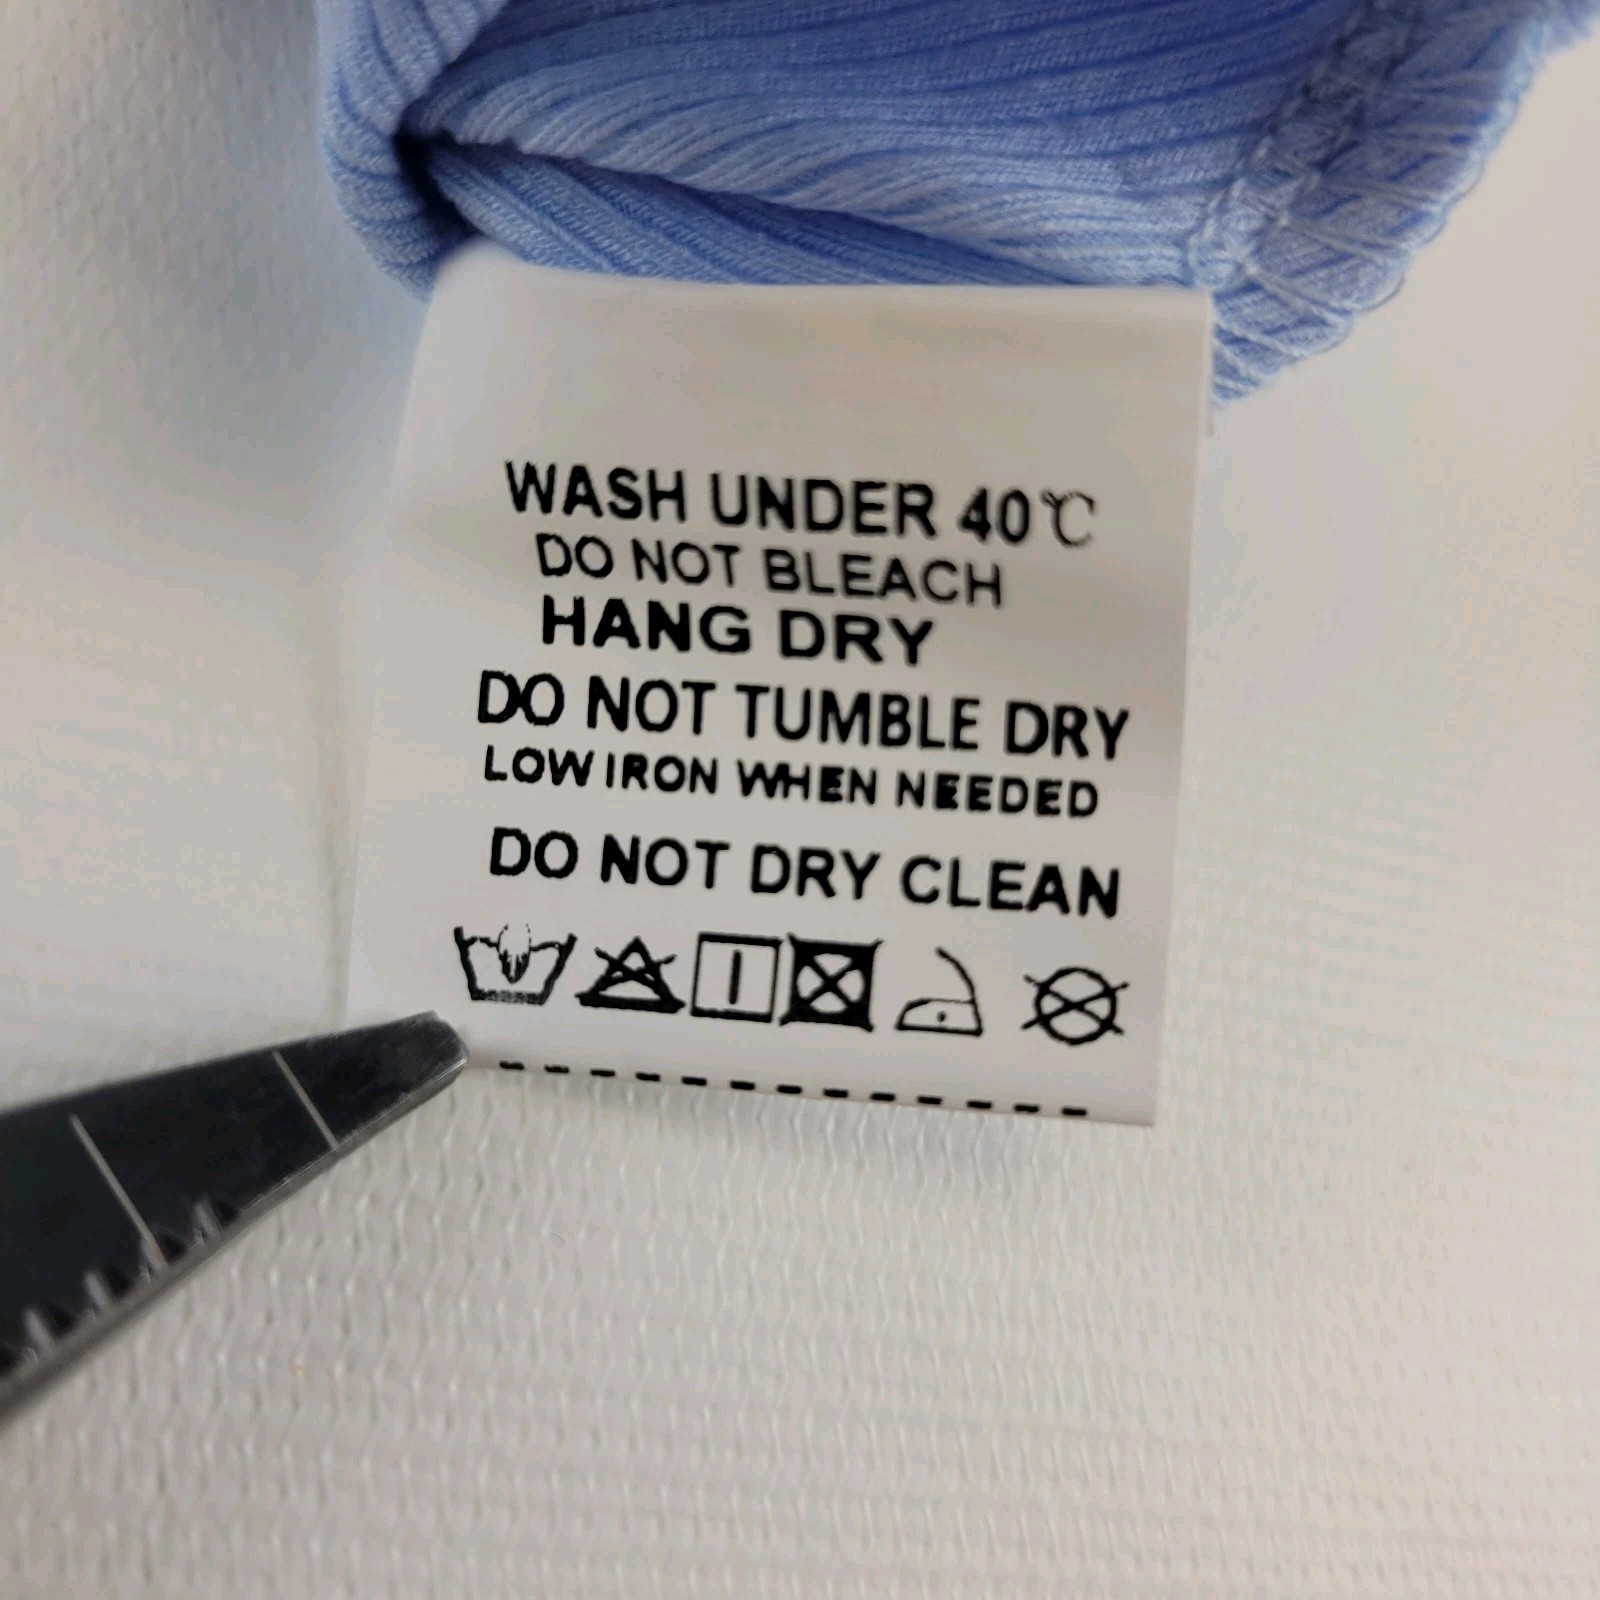 WASH UNDER 40℃
DO NOT BLEACH
HANG DRY
DO NOT TUMBLE DRY
LOW IRON WHEN NEEDED
DO NOT DRY CLEAN